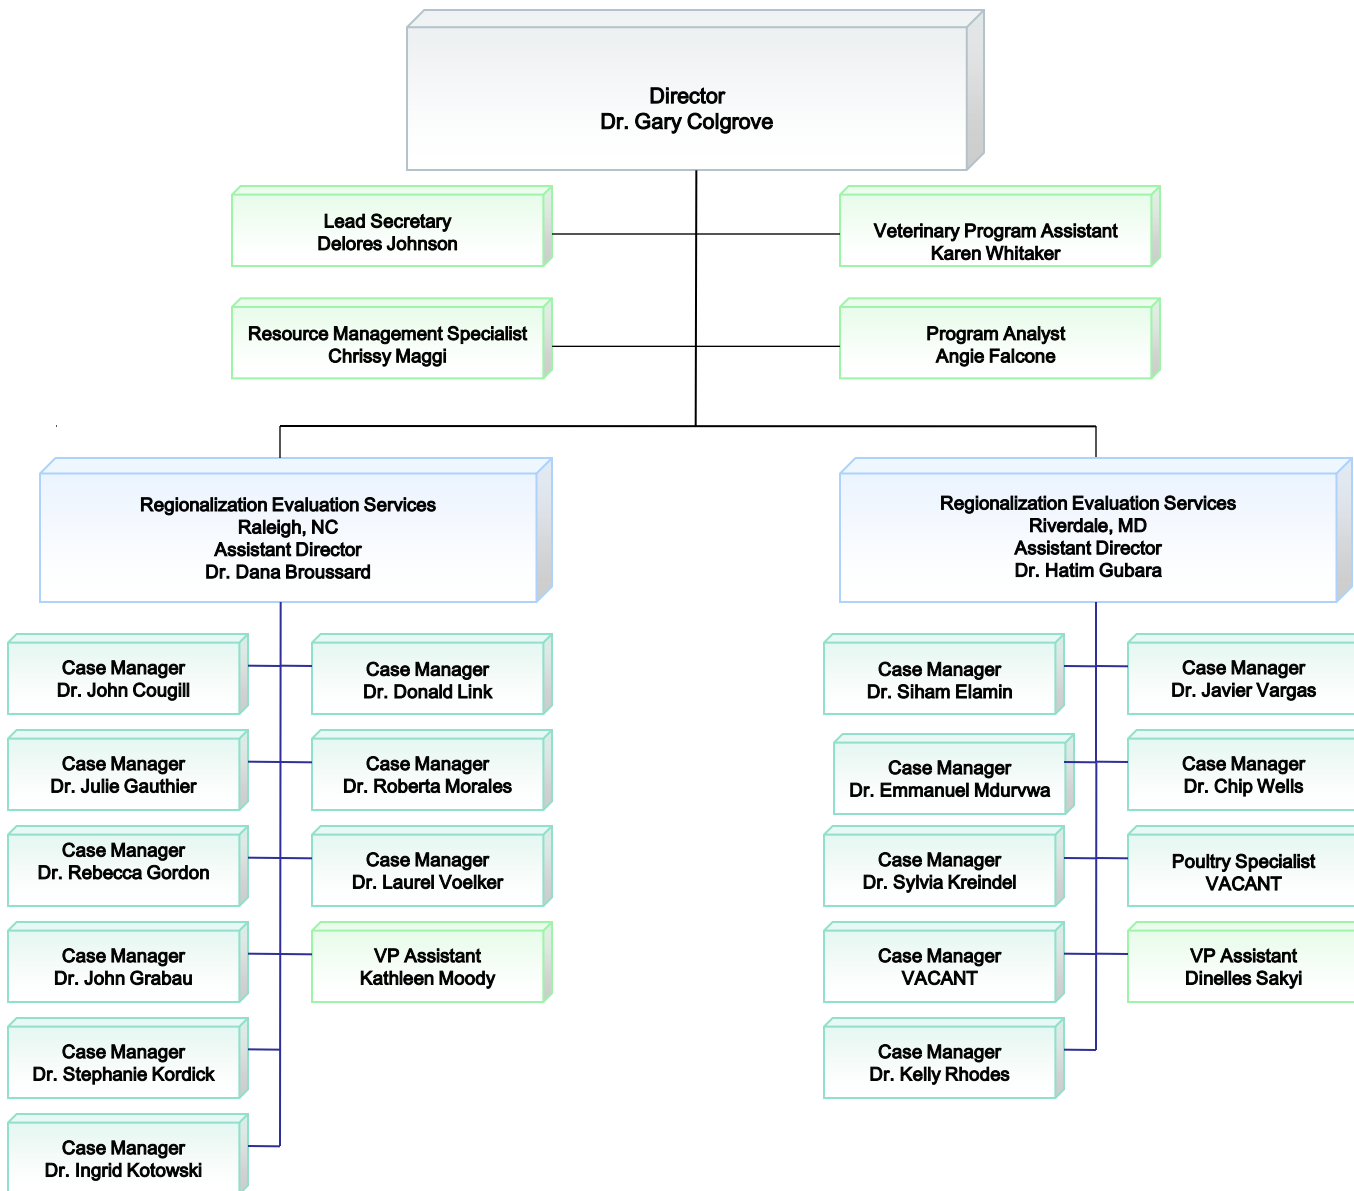 Director
Dr. Gary Colgrove
Lead Secretary
Delores Johnson
Veterinary Program Assistant
Karen Whitaker
Resource Management Specialist
Chrissy Maggi
Program Analyst
Angie Falcone
Regionalization Evaluation Services
Raleigh, NC
Assistant Director
Dr. Dana Broussard
Regionalization Evaluation Services
Riverdale, MD
Assistant Director
Dr. Hatim Gubara
Case Manager
Dr. John Cougill
Case Manager
Dr. Donald Link
Case Manager
Dr. Julie Gauthier
Case Manager
Dr. Roberta Morales
Case Manager
Dr. Rebecca Gordon
Case Manager
Dr. Laurel Voelker
Case Manager
Dr. John Grabau
VP Assistant
Kathleen Moody
Case Manager
Dr. Stephanie Kordick
Case Manager
Dr. Ingrid Kotowski
Case Manager
Dr. Siham Elamin
Case Manager
Dr. Javier Vargas
Case Manager
Dr. Emmanuel Mdurvwa
Case Manager
Dr. Chip Wells
Case Manager
Dr. Sylvia Kreindel
Poultry Specialist
VACANT
Case Manager
VACANT
VP Assistant
Dinelles Sakyi
Case Manager
Dr. Kelly Rhodes